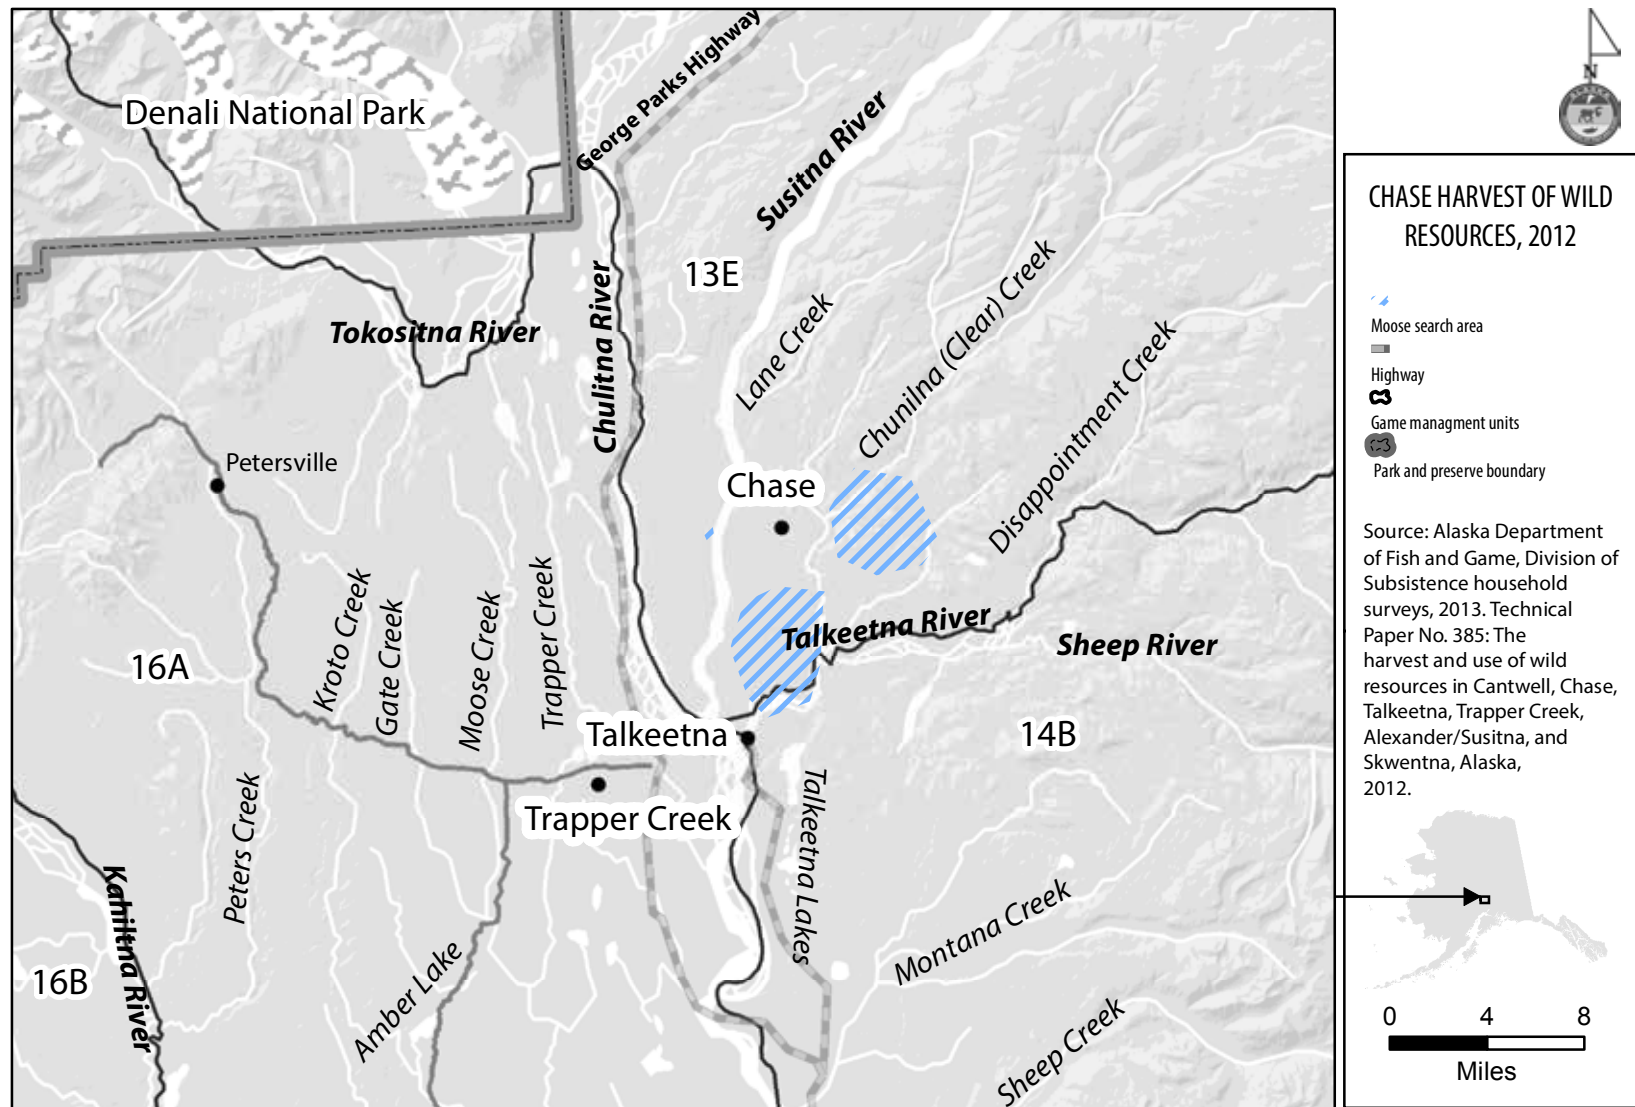 Denali National Park
George Parks Highway
Susitna River
13E
Chulitna River
Tokositna River
Lane Creek
Chunilna (Clear) Creek
Disappointment Creek
Petersville
Chase
Kroto Creek
Gate Creek
Moose Creek
Trapper Creek
Talkeetna River
Sheep River
16A
Talkeetna
14B
Trapper Creek
Peters Creek
Talkeetna Lakes
Kahiltna River
Montana Creek
16B
Amber Lake
Sheep Creek
N
CHASE HARVEST OF WILD
RESOURCES, 2012
Moose search area
Highway
Game managment units
Park and preserve boundary
Source: Alaska Department
of Fish and Game, Division of
Subsistence household
surveys, 2013. Technical
Paper No. 385: The
harvest and use of wild
resources in Cantwell, Chase,
Talkeetna, Trapper Creek,
Alexander/Susitna, and
Skwentna, Alaska,
2012.
0 4 8
Miles